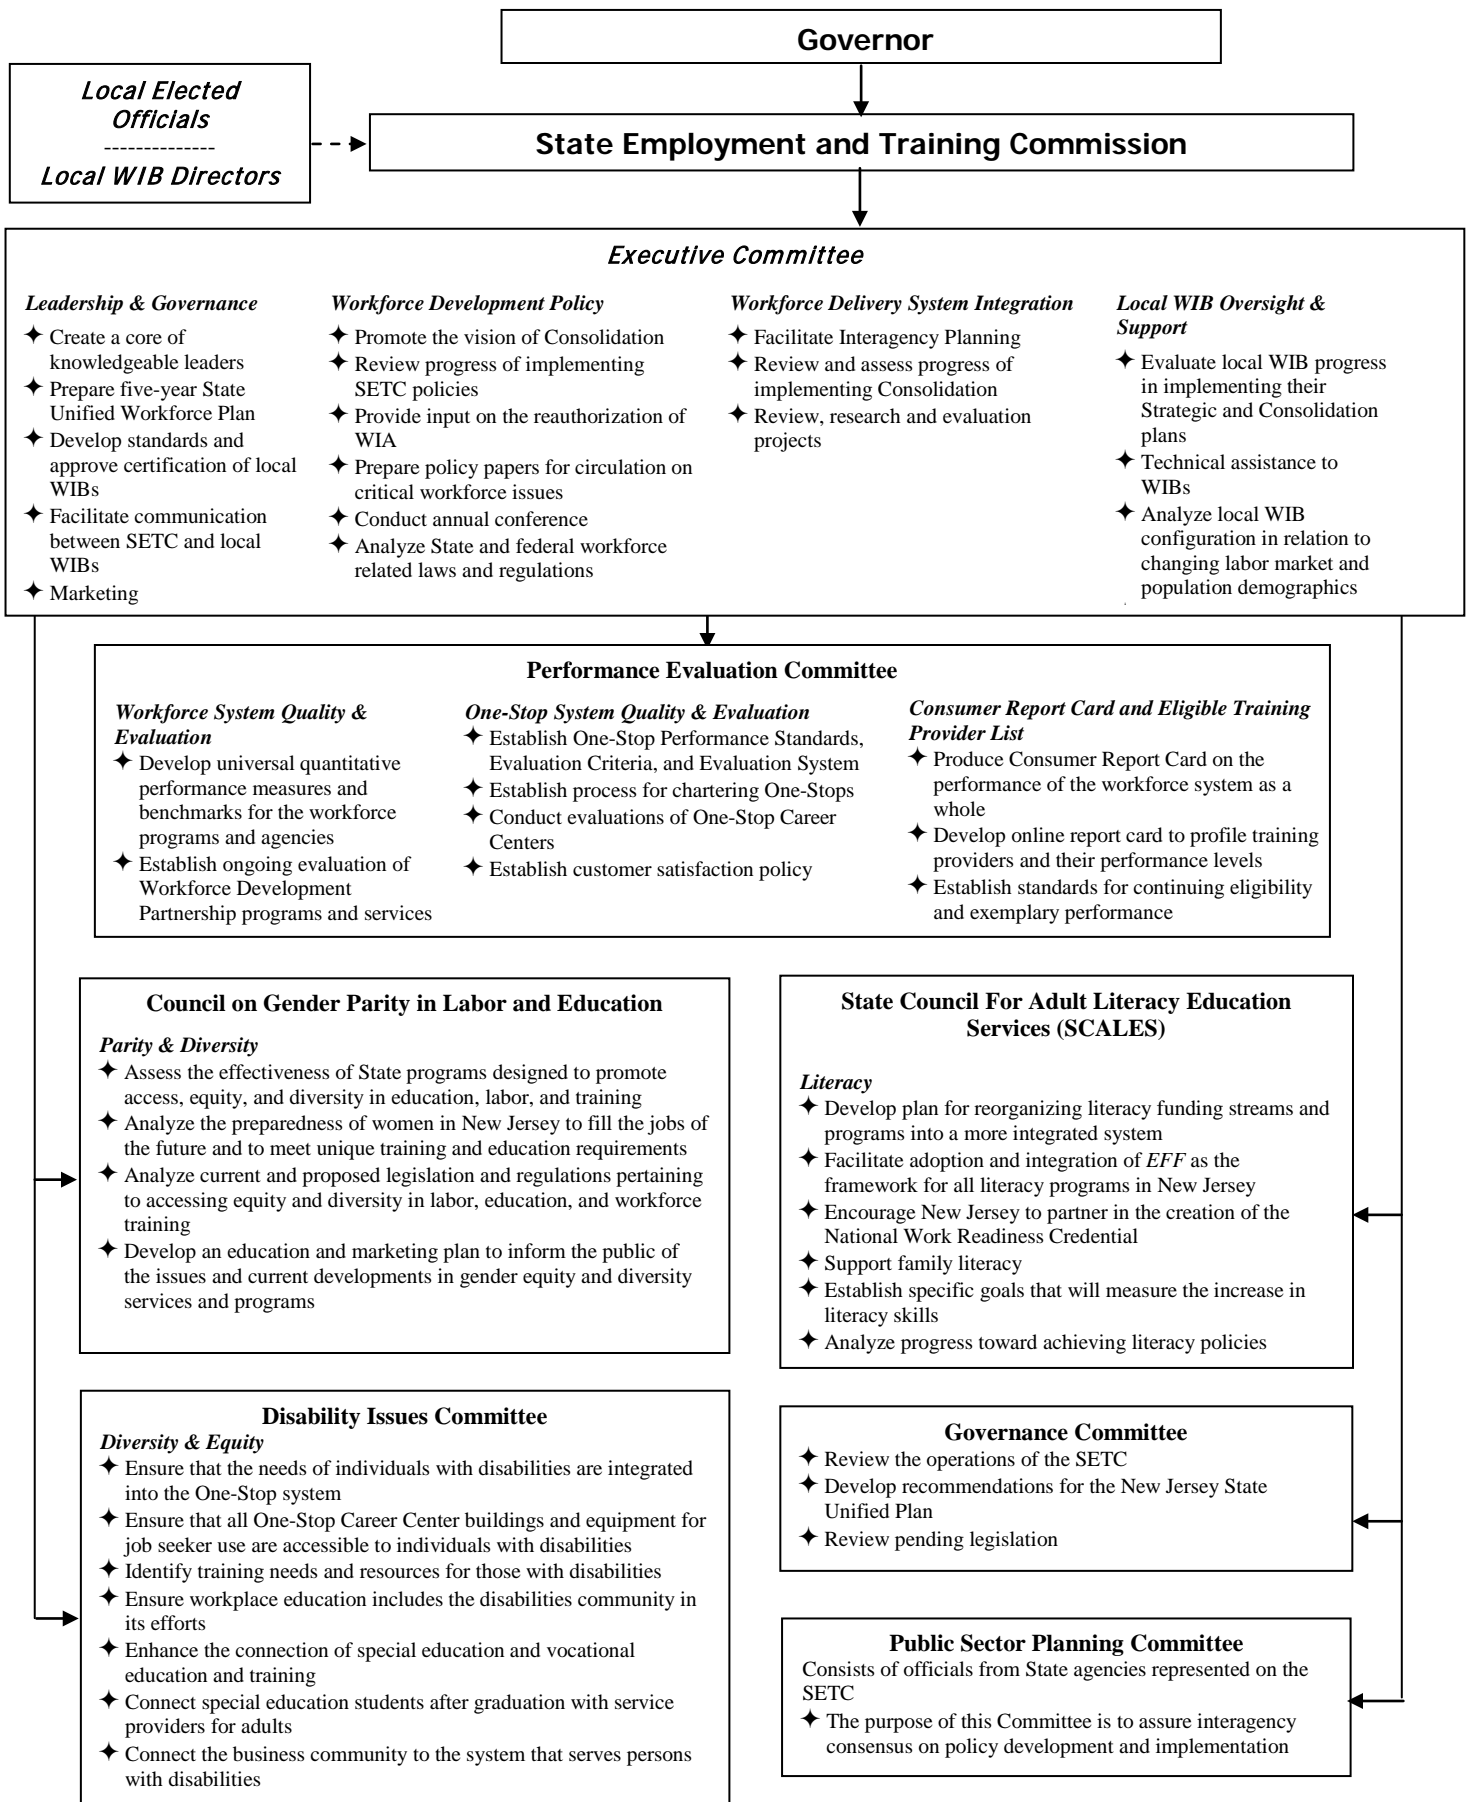 Governor
Local Elected
Officials
--------------
Local WIB Directors
State Employment and Training Commission
Executive Committee
Leadership & Governance
✦ Create a core of
knowledgeable leaders
✦ Prepare five-year State
Unified Workforce Plan
✦ Develop standards and
approve certification of local
WIBs
✦ Facilitate communication
between SETC and local
WIBs
✦ Marketing
Workforce Development Policy
✦ Promote the vision of Consolidation
✦ Review progress of implementing
SETC policies
✦ Provide input on the reauthorization of
WIA
✦ Prepare policy papers for circulation on
critical workforce issues
✦ Conduct annual conference
✦ Analyze State and federal workforce
related laws and regulations
Workforce Delivery System Integration
✦ Facilitate Interagency Planning
✦ Review and assess progress of
implementing Consolidation
✦ Review, research and evaluation
projects
Local WIB Oversight &
Support
✦ Evaluate local WIB progress
in implementing their
Strategic and Consolidation
plans
✦ Technical assistance to
WIBs
✦ Analyze local WIB
configuration in relation to
changing labor market and
population demographics
Performance Evaluation Committee
Workforce System Quality &
Evaluation
✦ Develop universal quantitative
performance measures and
benchmarks for the workforce
programs and agencies
✦ Establish ongoing evaluation of
Workforce Development
Partnership programs and services
One-Stop System Quality & Evaluation
✦ Establish One-Stop Performance Standards,
Evaluation Criteria, and Evaluation System
✦ Establish process for chartering One-Stops
✦ Conduct evaluations of One-Stop Career
Centers
✦ Establish customer satisfaction policy
Consumer Report Card and Eligible Training
Provider List
✦ Produce Consumer Report Card on the
performance of the workforce system as a
whole
✦ Develop online report card to profile training
providers and their performance levels
✦ Establish standards for continuing eligibility
and exemplary performance
Council on Gender Parity in Labor and Education
Parity & Diversity
✦ Assess the effectiveness of State programs designed to promote
access, equity, and diversity in education, labor, and training
✦ Analyze the preparedness of women in New Jersey to fill the jobs of
the future and to meet unique training and education requirements
✦ Analyze current and proposed legislation and regulations pertaining
to accessing equity and diversity in labor, education, and workforce
training
✦ Develop an education and marketing plan to inform the public of
the issues and current developments in gender equity and diversity
services and programs
State Council For Adult Literacy Education
Services (SCALES)
Literacy
✦ Develop plan for reorganizing literacy funding streams and
programs into a more integrated system
✦ Facilitate adoption and integration of EFF as the
framework for all literacy programs in New Jersey
✦ Encourage New Jersey to partner in the creation of the
National Work Readiness Credential
✦ Support family literacy
✦ Establish specific goals that will measure the increase in
literacy skills
✦ Analyze progress toward achieving literacy policies
Disability Issues Committee
Diversity & Equity
✦ Ensure that the needs of individuals with disabilities are integrated
into the One-Stop system
✦ Ensure that all One-Stop Career Center buildings and equipment for
job seeker use are accessible to individuals with disabilities
✦ Identify training needs and resources for those with disabilities
✦ Ensure workplace education includes the disabilities community in
its efforts
✦ Enhance the connection of special education and vocational
education and training
✦ Connect special education students after graduation with service
providers for adults
✦ Connect the business community to the system that serves persons
with disabilities
Governance Committee
✦ Review the operations of the SETC
✦ Develop recommendations for the New Jersey State
Unified Plan
✦ Review pending legislation
Public Sector Planning Committee
Consists of officials from State agencies represented on the
SETC
✦ The purpose of this Committee is to assure interagency
consensus on policy development and implementation